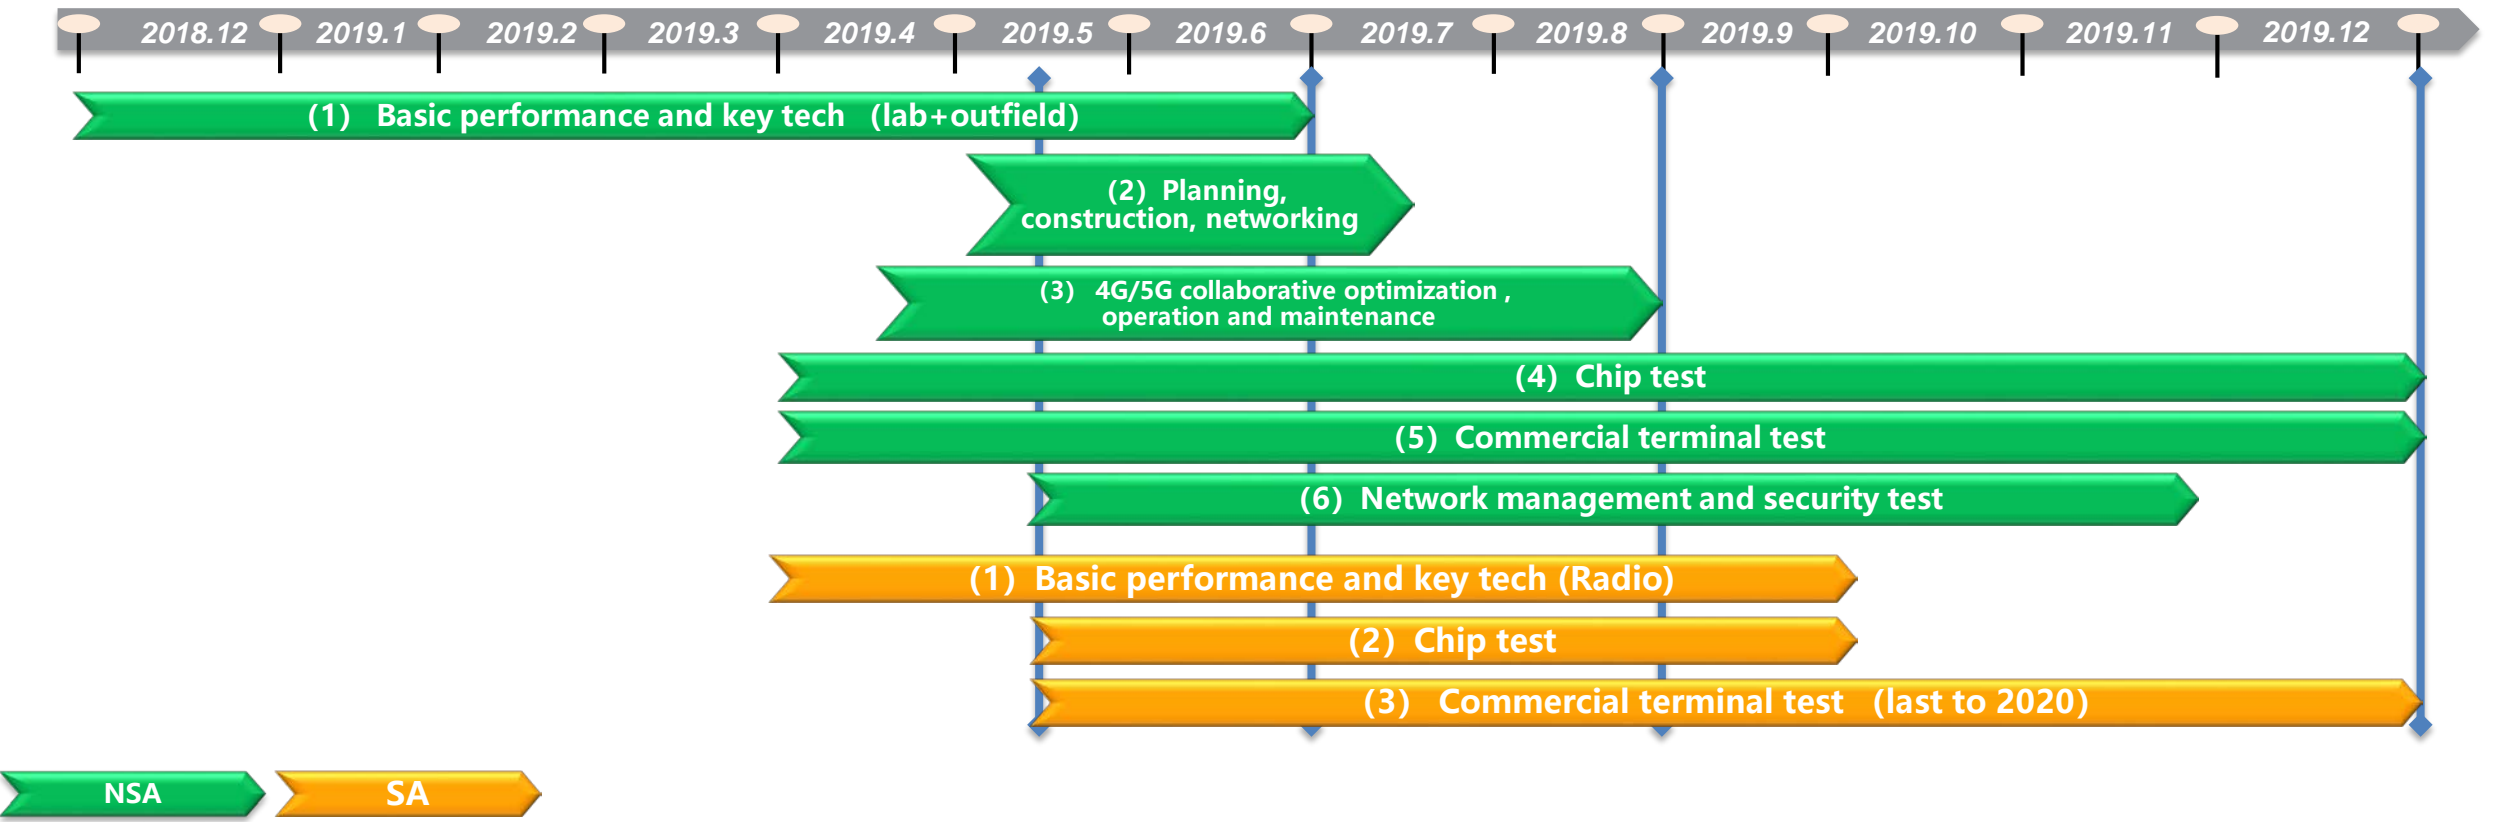 2018.12 2019.1 2019.2 2019.3 2019.4 2019.5 2019.6 2019.7 2019.8 2019.9 2019.10 2019.11 2019.12
（1） Basic performance and key tech （lab+outfield)
（2）Planning,
construction, networking
（3） 4G/5G collaborative optimization ,
operation and maintenance
（4）Chip test
（5）Commercial terminal test
（6）Network management and security test
（1）Basic performance and key tech (Radio)
（2）Chip test
（3） Commercial terminal test （last to 2020)
NSA
SA